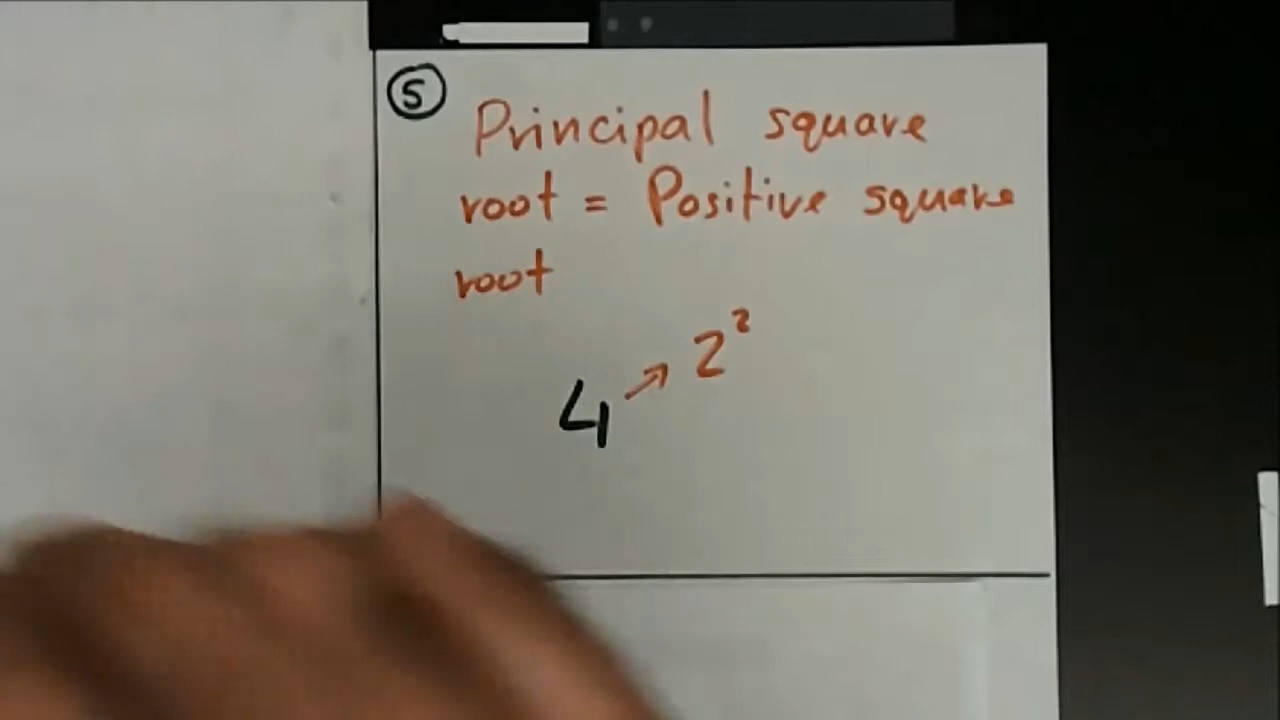 5
Principal square
root = Positive square
root
4 → 2²